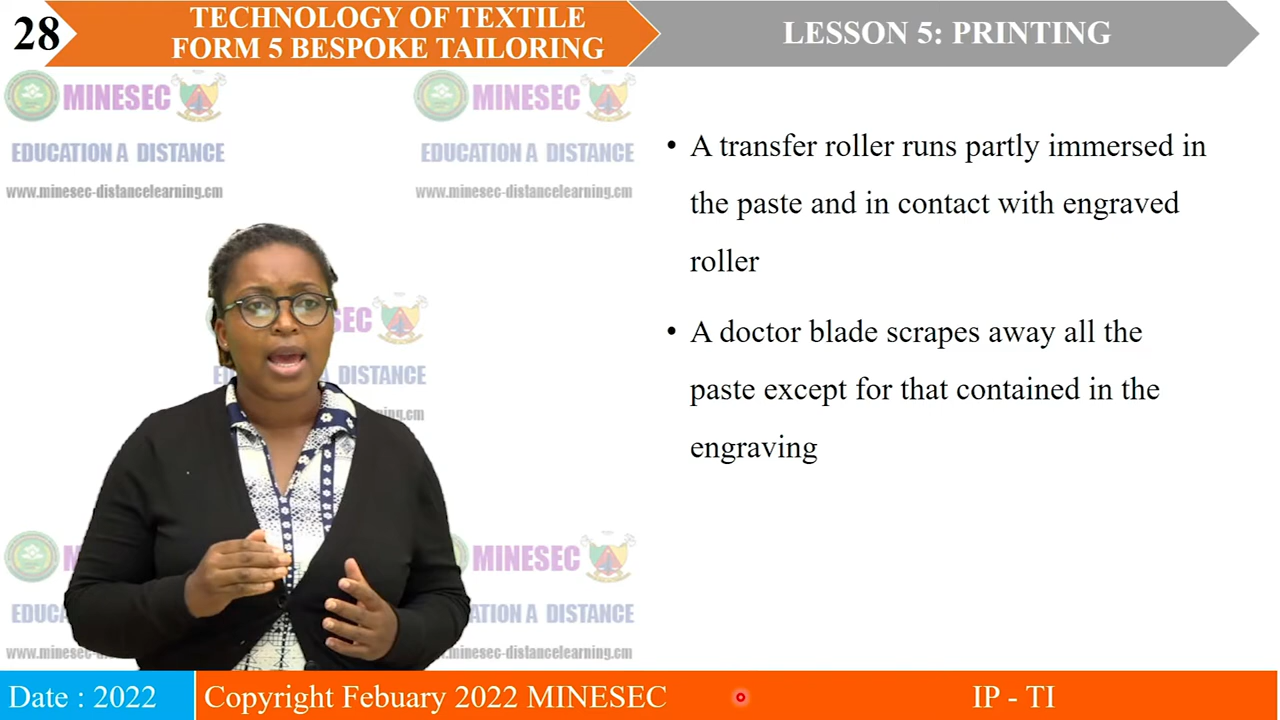 28
TECHNOLOGY OF TEXTILE
FORM 5 BESPOKE TAILORING
LESSON 5: PRINTING
MINESEC
EDUCATION A DISTANCE
www.minesec-distancelearning.cm
MINESEC
EDUCATION A DISTANCE
www.minesec-distancelearning.cm
• A transfer roller runs partly immersed in
the paste and in contact with engraved
roller
• A doctor blade scrapes away all the
paste except for that contained in the
engraving
SEC
DISTANCE
ing.cm
MINESEC
A DISTANCE
www.minesec-distancelearning.cm
Date : 2022
Copyright Febuary 2022 MINESEC
IP - TI